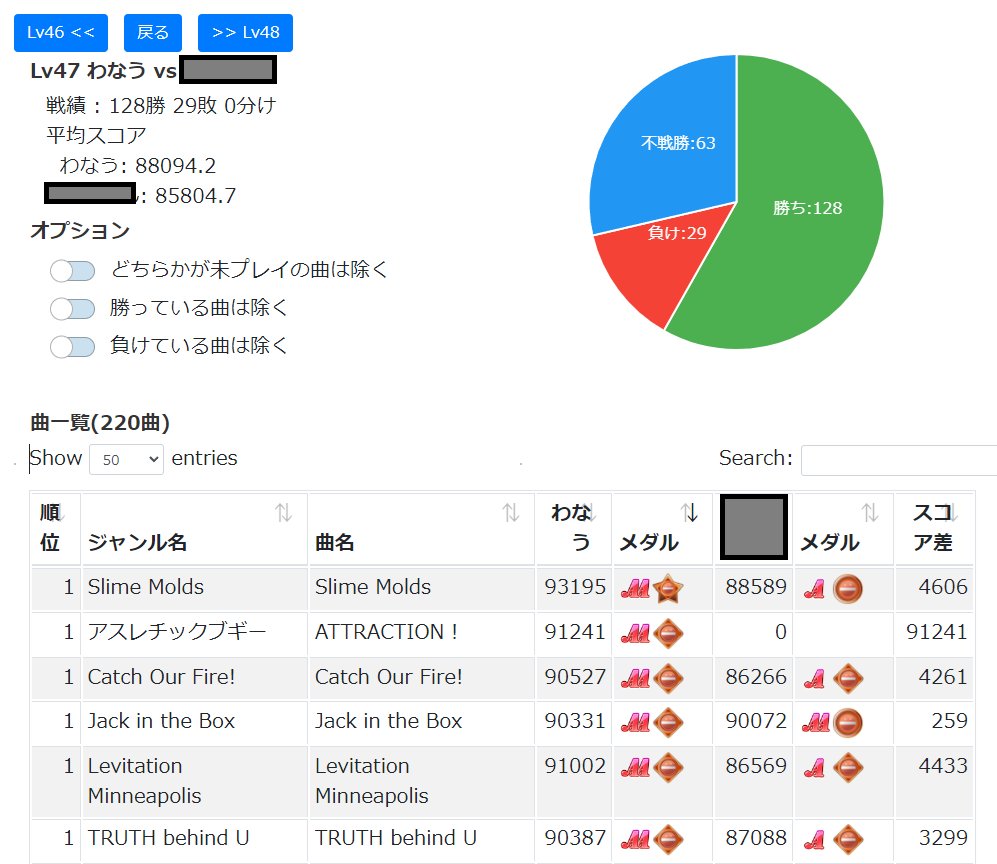 Lv46 << 戻る >> Lv48
Lv47 わなう vs
戦績 : 128勝 29敗 0分け
平均スコア
わなう: 88094.2
: 85804.7
オプション
どちらかが未プレイの曲は除く
勝っている曲は除く
負けている曲は除く
不戦勝:63
勝ち:128
負け:29
曲一覧(220曲)
Show 50 entries
Search:
順位 ジャンル名 曲名 わなう メダル メダル スコア差
1 Slime Molds Slime Molds 93195 AA 88589 A 4606
1 アスレチックブギー ATTRACTION ! 91241 AA 0 91241
1 Catch Our Fire! Catch Our Fire! 90527 AA 86266 A 4261
1 Jack in the Box Jack in the Box 90331 AA 90072 AA 259
1 Levitation Minneapolis Levitation Minneapolis 91002 AA 86569 A 4433
1 TRUTH behind U TRUTH behind U 90387 AA 87088 A 3299